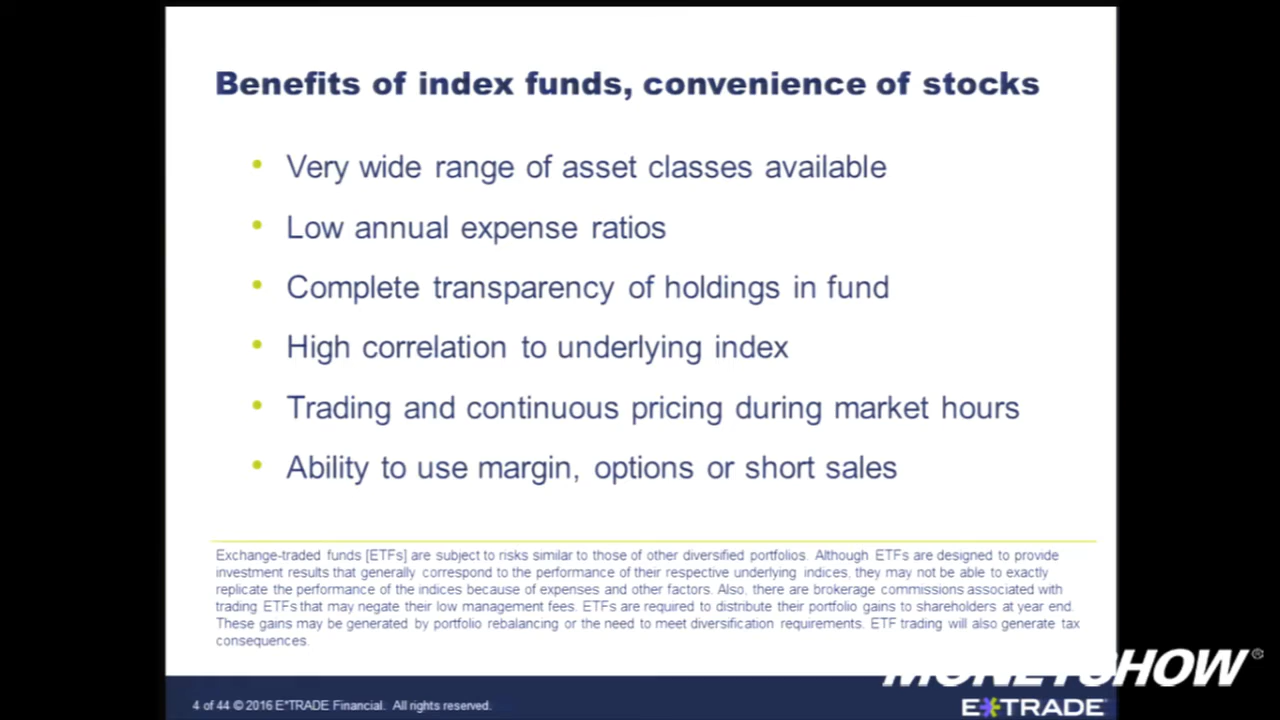 Benefits of index funds, convenience of stocks
• Very wide range of asset classes available
• Low annual expense ratios
• Complete transparency of holdings in fund
• High correlation to underlying index
• Trading and continuous pricing during market hours
• Ability to use margin, options or short sales
Exchange-traded funds [ETFs] are subject to risks similar to those of other diversified portfolios. Although ETFs are designed to provide
investment results that generally correspond to the performance of their respective underlying indices, they may not be able to exactly
replicate the performance of the indices because of expenses and other factors. Also, there are brokerage commissions associated with
trading ETFs that may negate their low management fees. ETFs are required to distribute their portfolio gains to shareholders at year end.
These gains may be generated by portfolio rebalancing or the need to meet diversification requirements. ETF trading will also generate tax
consequences.
MONEYSHOW®
4 of 44 © 2016 E*TRADE Financial. All rights reserved.
E*TRADE